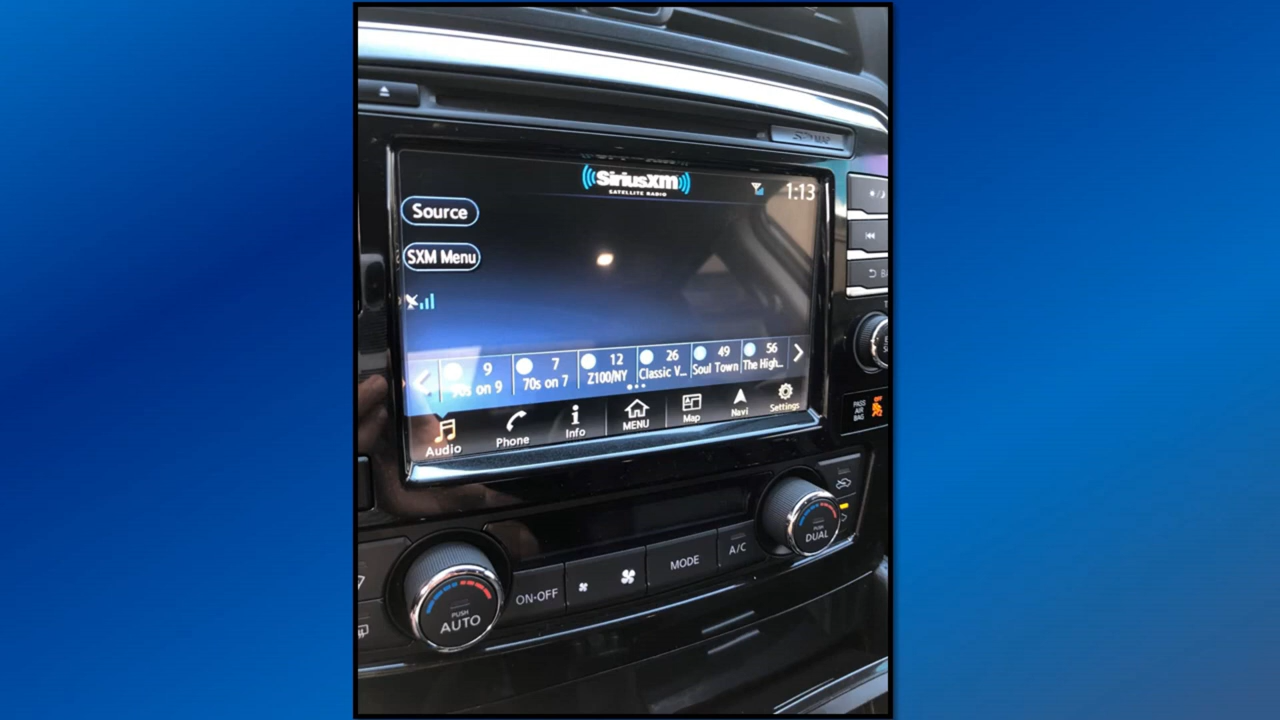 SiriusXM
SATELLITE RADIO
1:13
Source
SXM Menu
9
90s on 9
7
70s on 7
12
Z100/NY
26
Classic V...
49
Soul Town
56
The High...
Audio
Phone
Info
MENU
Map
Navi
Settings
PASS
AIR
BAG
OFF
PUSH
AUTO
ON•OFF
MODE
A/C
PUSH
DUAL